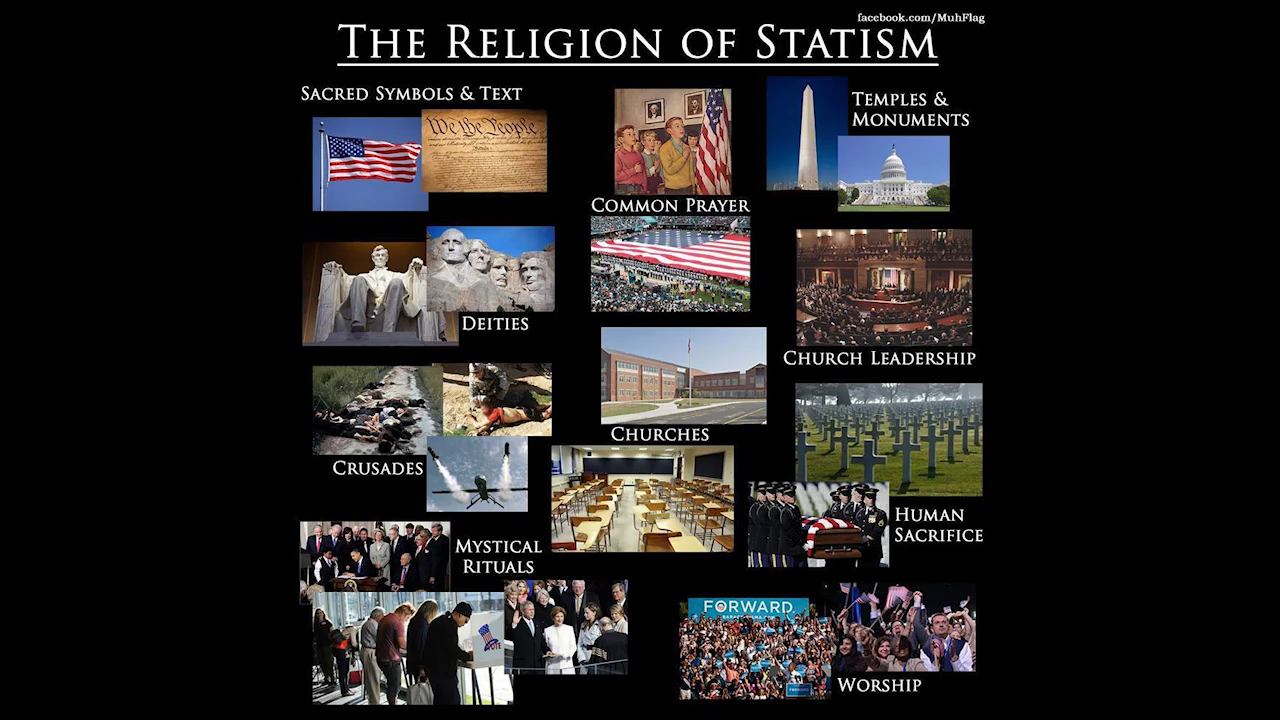 facebook.com/MuhFlag
THE RELIGION OF STATISM
SACRED SYMBOLS & TEXT
We the People
COMMON PRAYER
TEMPLES &
MONUMENTS
DEITIES
CHURCH LEADERSHIP
CHURCHES
CRUSADES
HUMAN
SACRIFICE
MYSTICAL
RITUALS
VOTE
FORWARD
FORWARD
WORSHIP